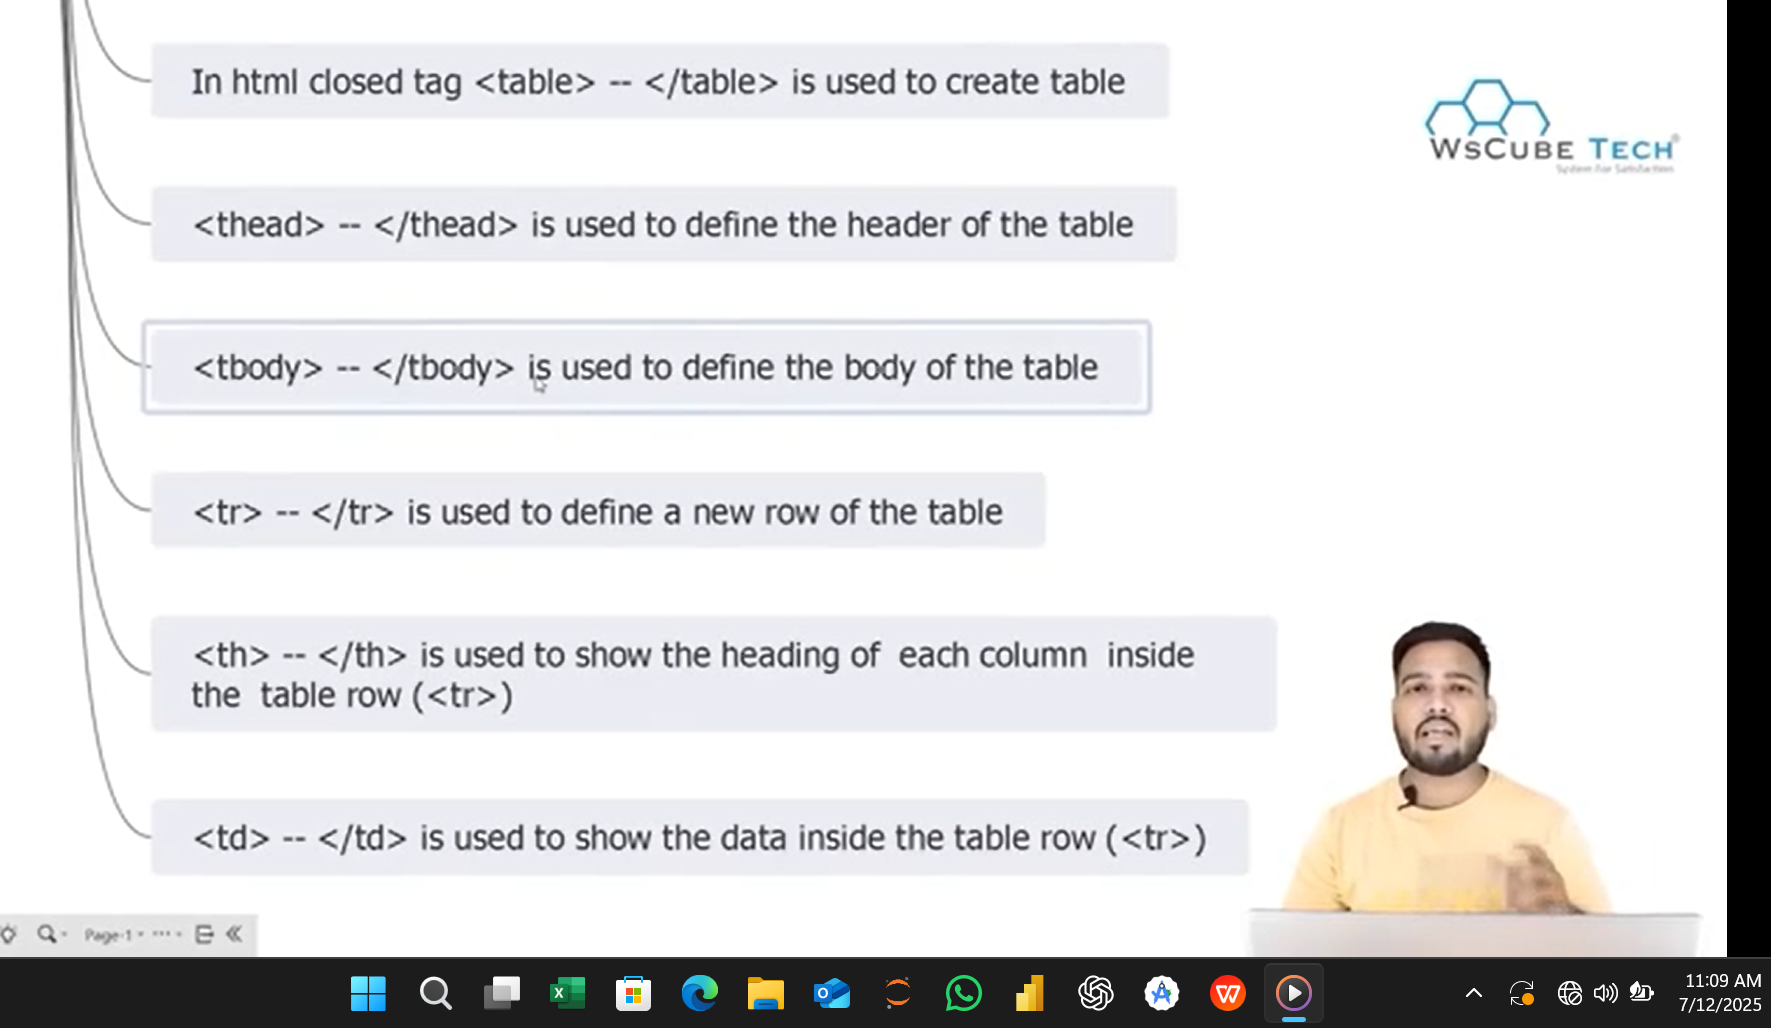 In html closed tag <table> -- </table> is used to create table
WsCube Tech®
System For Satisfaction
<thead> -- </thead> is used to define the header of the table
<tbody> -- </tbody> is used to define the body of the table
<tr> -- </tr> is used to define a new row of the table
<th> -- </th> is used to show the heading of  each column  inside
the  table row (<tr>)
<td> -- </td> is used to show the data inside the table row (<tr>)
Page-1
11:09 AM
7/12/2025